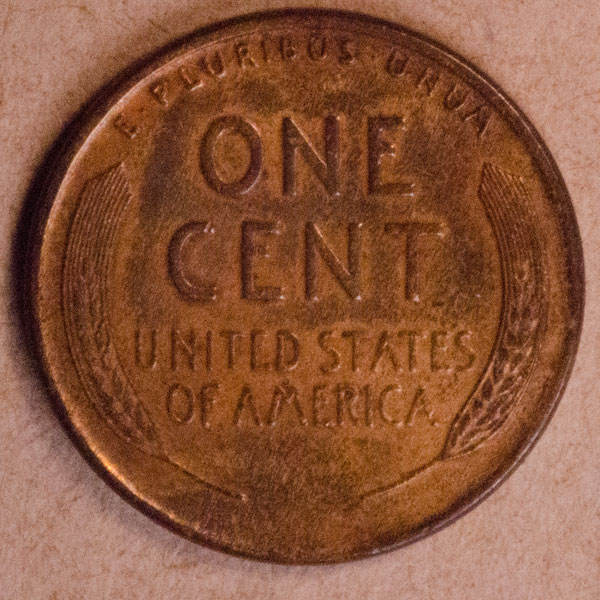 E · PLURIBUS · UNUM
ONE
CENT
UNITED STATES
OF AMERICA